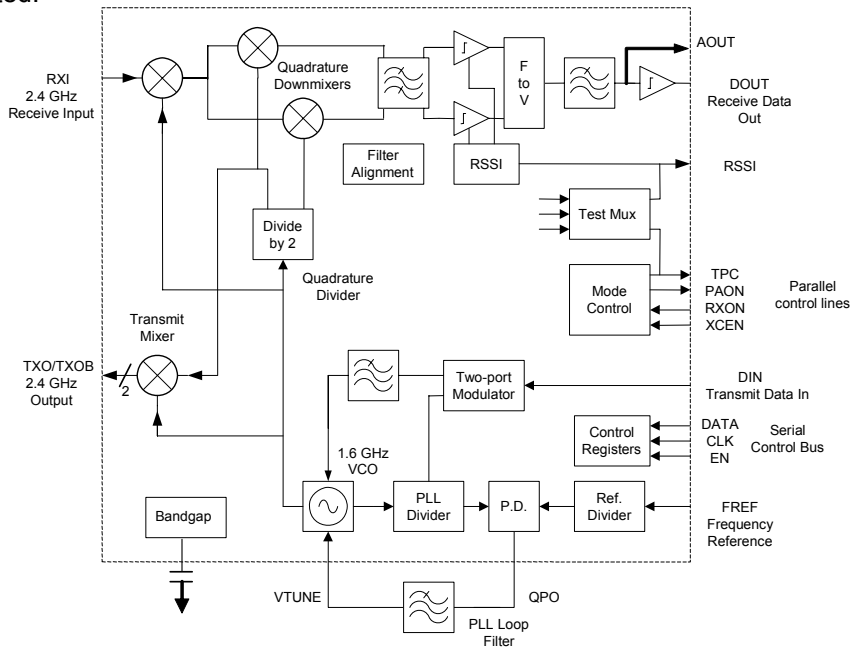 RXI
2.4 GHz
Receive Input
Quadrature
Downmixers
F
to
V
AOUT
DOUT
Receive Data
Out
Filter
Alignment
RSSI
RSSI
Test Mux
Divide
by 2
Quadrature
Divider
Mode
Control
TPC
PAON
RXON
XCEN
Parallel
control lines
Transmit
Mixer
TXO/TXOB
2.4 GHz
Output
2
Two-port
Modulator
DIN
Transmit Data In
Control
Registers
DATA
CLK
EN
Serial
Control Bus
1.6 GHz
VCO
Bandgap
PLL
Divider
P.D.
Ref.
Divider
FREF
Frequency
Reference
VTUNE
QPO
PLL Loop
Filter